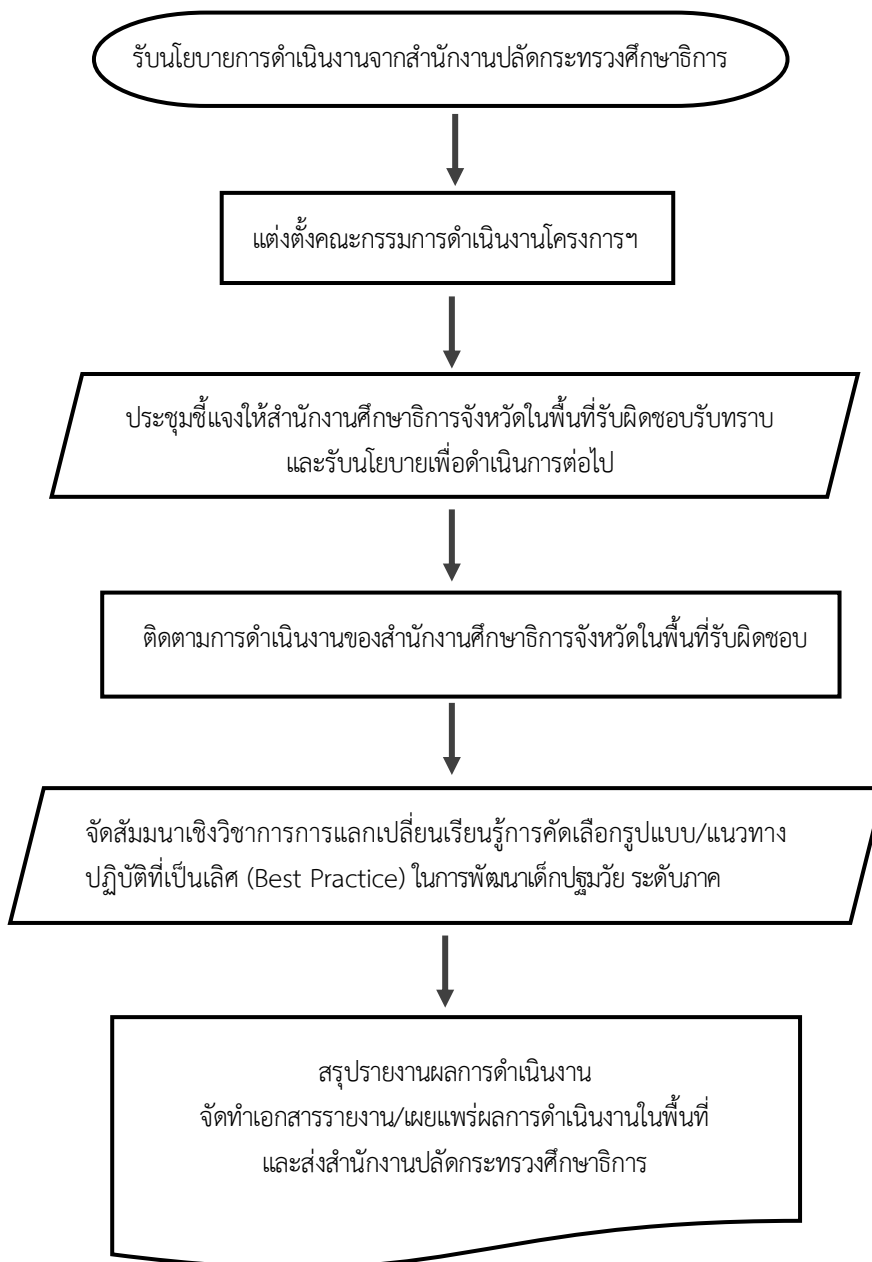 รับนโยบายการดำเนินงานจากสำนักงานปลัดกระทรวงศึกษาธิการ
แต่งตั้งคณะกรรมการดำเนินงานโครงการฯ
ประชุมชี้แจงให้สำนักงานศึกษาธิการจังหวัดในพื้นที่รับผิดชอบรับทราบ
และรับนโยบายเพื่อดำเนินการต่อไป
ติดตามการดำเนินงานของสำนักงานศึกษาธิการจังหวัดในพื้นที่รับผิดชอบ
จัดสัมมนาเชิงวิชาการการแลกเปลี่ยนเรียนรู้การคัดเลือกรูปแบบ/แนวทาง
ปฏิบัติที่เป็นเลิศ (Best Practice) ในการพัฒนาเด็กปฐมวัย ระดับภาค
สรุปรายงานผลการดำเนินงาน
จัดทำเอกสารรายงาน/เผยแพร่ผลการดำเนินงานในพื้นที่
และส่งสำนักงานปลัดกระทรวงศึกษาธิการ